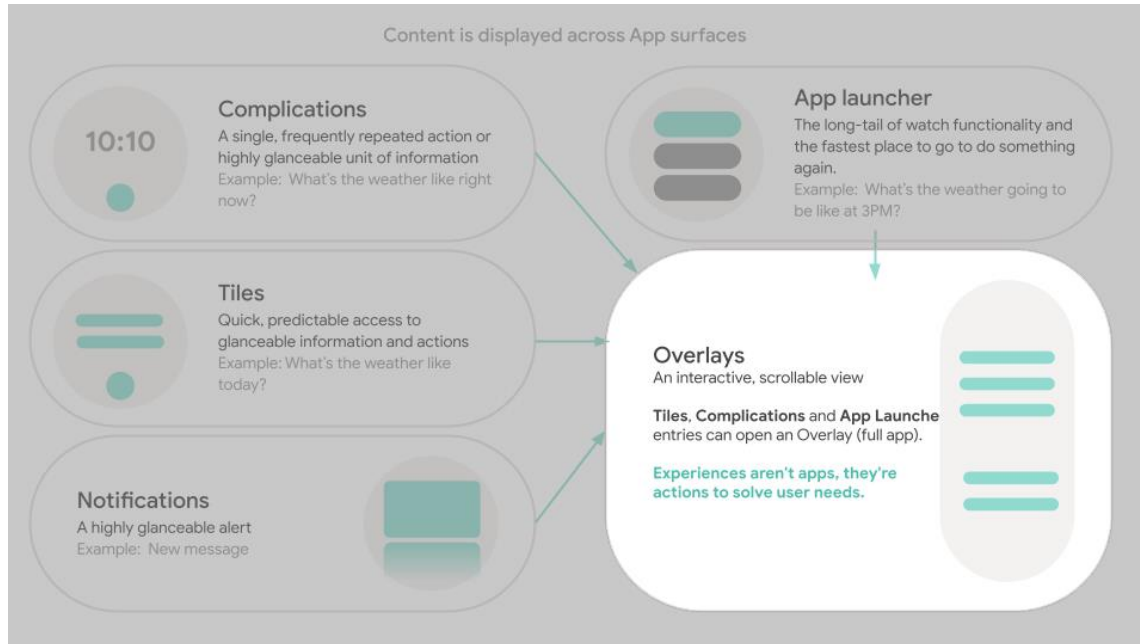 Content is displayed across App surfaces
Complications
A single, frequently repeated action or
highly glanceable unit of information
Example: What's the weather like right
now?
10:10
App launcher
The long-tail of watch functionality and
the fastest place to go to do something
again.
Example: What's the weather going to
be like at 3PM?
Tiles
Quick, predictable access to
glanceable information and actions
Example: What's the weather like
today?
Notifications
A highly glanceable alert
Example: New message
Overlays
An interactive, scrollable view
Tiles, Complications and App Launche
entries can open an Overlay (full app).
Experiences aren't apps, they're
actions to solve user needs.